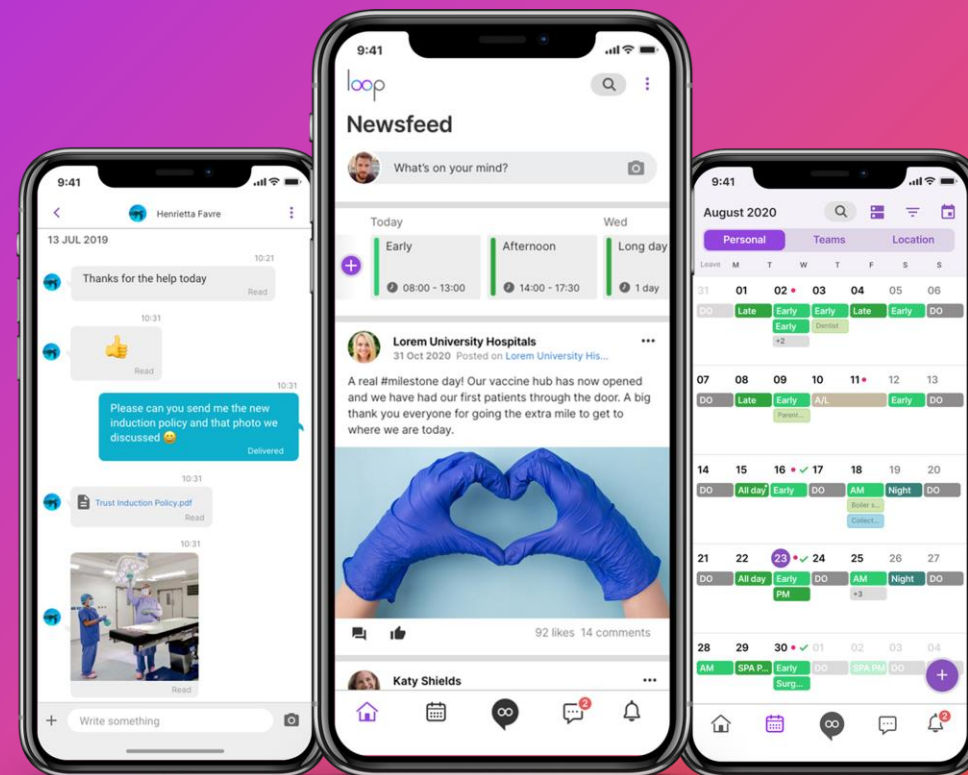 9:41
Henrietta Favre
13 JUL 2019
10:21
Thanks for the help today
Read
10:31
Read
10:31
Please can you send me the new
induction policy and that photo we
discussed 😄
Delivered
10:31
Trust Induction Policy.pdf
Read
10:31
Read
Write something
9:41
loop
Newsfeed
What's on your mind?
Today
Wed
Early
Afternoon
Long day
08:00 - 13:00
14:00 - 17:30
1 day
Lorem University Hospitals
31 Oct 2020 Posted on Lorem University His...
A real #milestone day! Our vaccine hub has now opened
and we have had our first patients through the door. A big
thank you everyone for going the extra mile to get to
where we are today.
92 likes 14 comments
Katy Shields
2
9:41
August 2020
Personal Teams Location
Leave M T W T F S S
31 01 02 03 04 05 06
DO Late Early Early Late Early DO
Early Dentist
+2
07 08 09 10 11 12 13
DO Late Early A/L Early DO
Parent...
14 15 16 17 18 19 20
DO All day Early DO AM Night DO
Boiler s...
Collect...
21 22 23 24 25 26 27
DO All day Early DO AM Night DO
PM +3
28 29 30 01 02 03 04
AM SPA P... Early DO SPA PM DO
Surg...
2